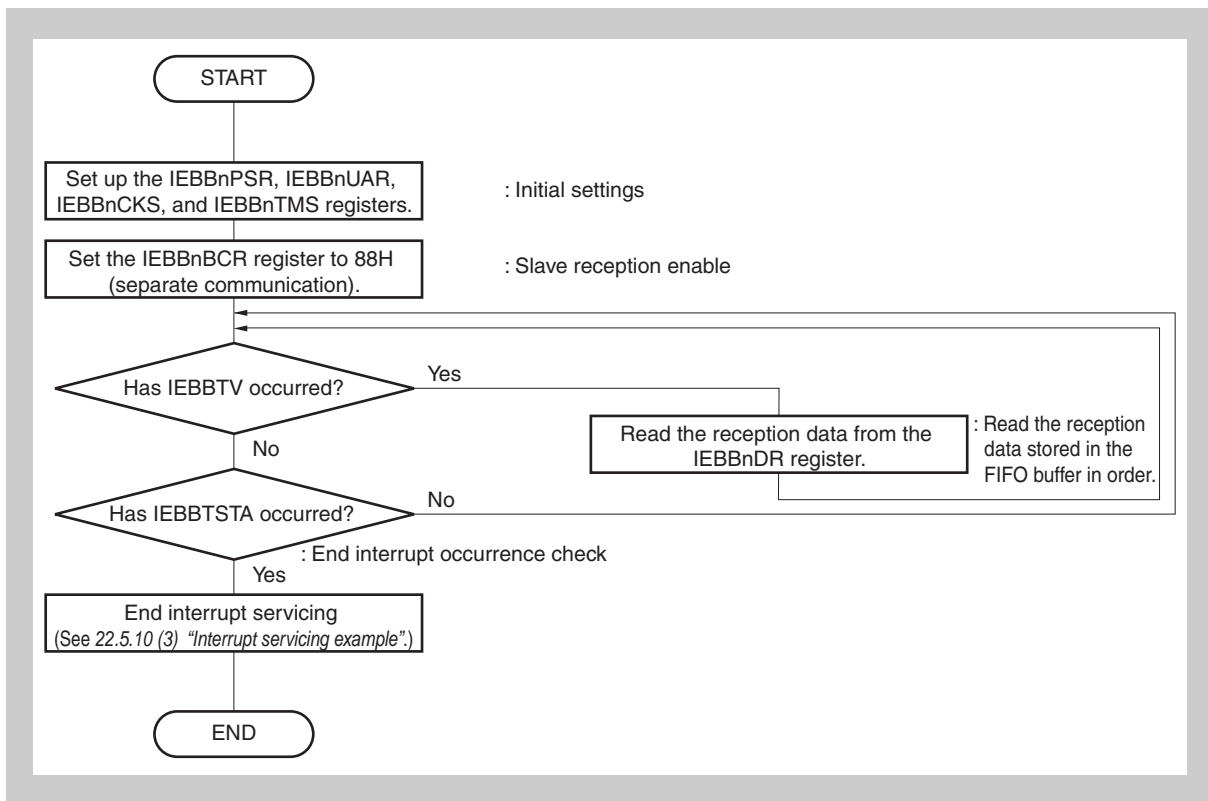 START
Set up the IEBBnPSR, IEBBnUAR,
IEBBnCKS, and IEBBnTMS registers.
: Initial settings
Set the IEBBnBCR register to 88H
(separate communication).
: Slave reception enable
Has IEBBTV occurred?
Yes
Read the reception data from the
IEBBnDR register.
: Read the reception
data stored in the
FIFO buffer in order.
No
Has IEBBTSTA occurred?
No
: End interrupt occurrence check
Yes
End interrupt servicing
(See 22.5.10 (3) “Interrupt servicing example”.)
END